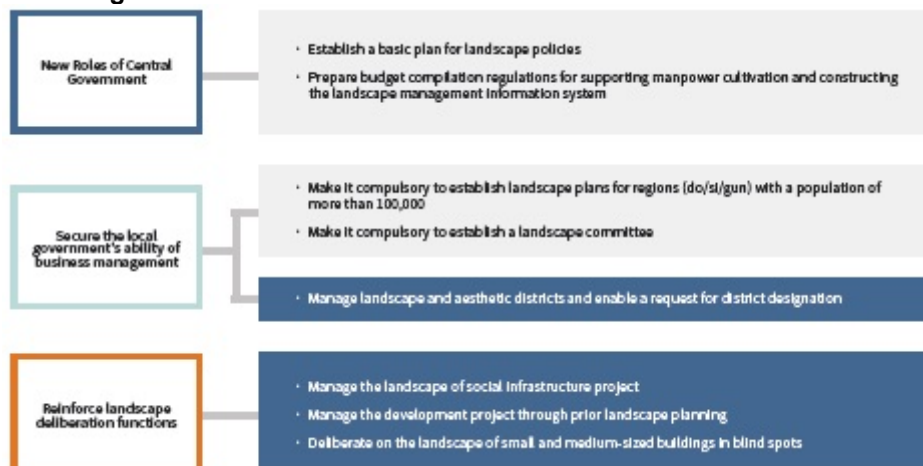 New Roles of Central
Government
· Establish a basic plan for landscape policies
· Prepare budget compilation regulations for supporting manpower cultivation and constructing
the landscape management information system
Secure the local
government's ability of
business management
· Make it compulsory to establish landscape plans for regions (do/si/gun) with a population of
more than 100,000
· Make it compulsory to establish a landscape committee
· Manage landscape and aesthetic districts and enable a request for district designation
Reinforce landscape
deliberation functions
· Manage the landscape of social infrastructure project
· Manage the development project through prior landscape planning
· Deliberate on the landscape of small and medium-sized buildings in blind spots